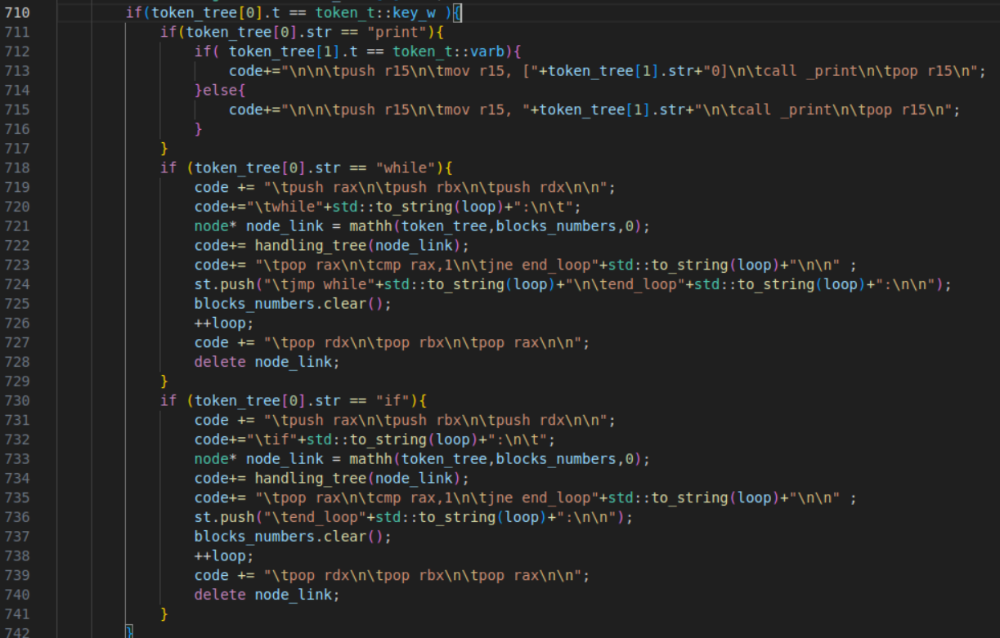 710 if(token_tree[0].t == token_t::key_w ){
711 if(token_tree[0].str == "print"){
712 if( token_tree[1].t == token_t::varb){
713 code+="\n\n\tpush r15\n\tmov r15, ["+token_tree[1].str+"0]\n\tcall _print\n\tpop r15\n";
714 }else{
715 code+="\n\n\tpush r15\n\tmov r15, "+token_tree[1].str+"\n\tcall _print\n\tpop r15\n";
716 }
717 }
718 if (token_tree[0].str == "while"){
719 code += "\tpush rax\n\tpush rbx\n\tpush rdx\n\n";
720 code+="\twhile"+std::to_string(loop)+":\n\t";
721 node* node_link = mathh(token_tree,blocks_numbers,0);
722 code+= handling_tree(node_link);
723 code+= "\tpop rax\n\tcmp rax,1\n\tjne end_loop"+std::to_string(loop)+"\n\n" ;
724 st.push("\tjmp while"+std::to_string(loop)+"\n\tend_loop"+std::to_string(loop)+":\n\n");
725 blocks_numbers.clear();
726 ++loop;
727 code += "\tpop rdx\n\tpop rbx\n\tpop rax\n\n";
728 delete node_link;
729 }
730 if (token_tree[0].str == "if"){
731 code += "\tpush rax\n\tpush rbx\n\tpush rdx\n\n";
732 code+="\tif"+std::to_string(loop)+":\n\t";
733 node* node_link = mathh(token_tree,blocks_numbers,0);
734 code+= handling_tree(node_link);
735 code+= "\tpop rax\n\tcmp rax,1\n\tjne end_loop"+std::to_string(loop)+"\n\n" ;
736 st.push("\tend_loop"+std::to_string(loop)+":\n\n");
737 blocks_numbers.clear();
738 ++loop;
739 code += "\tpop rdx\n\tpop rbx\n\tpop rax\n\n";
740 delete node_link;
741 }
742 }